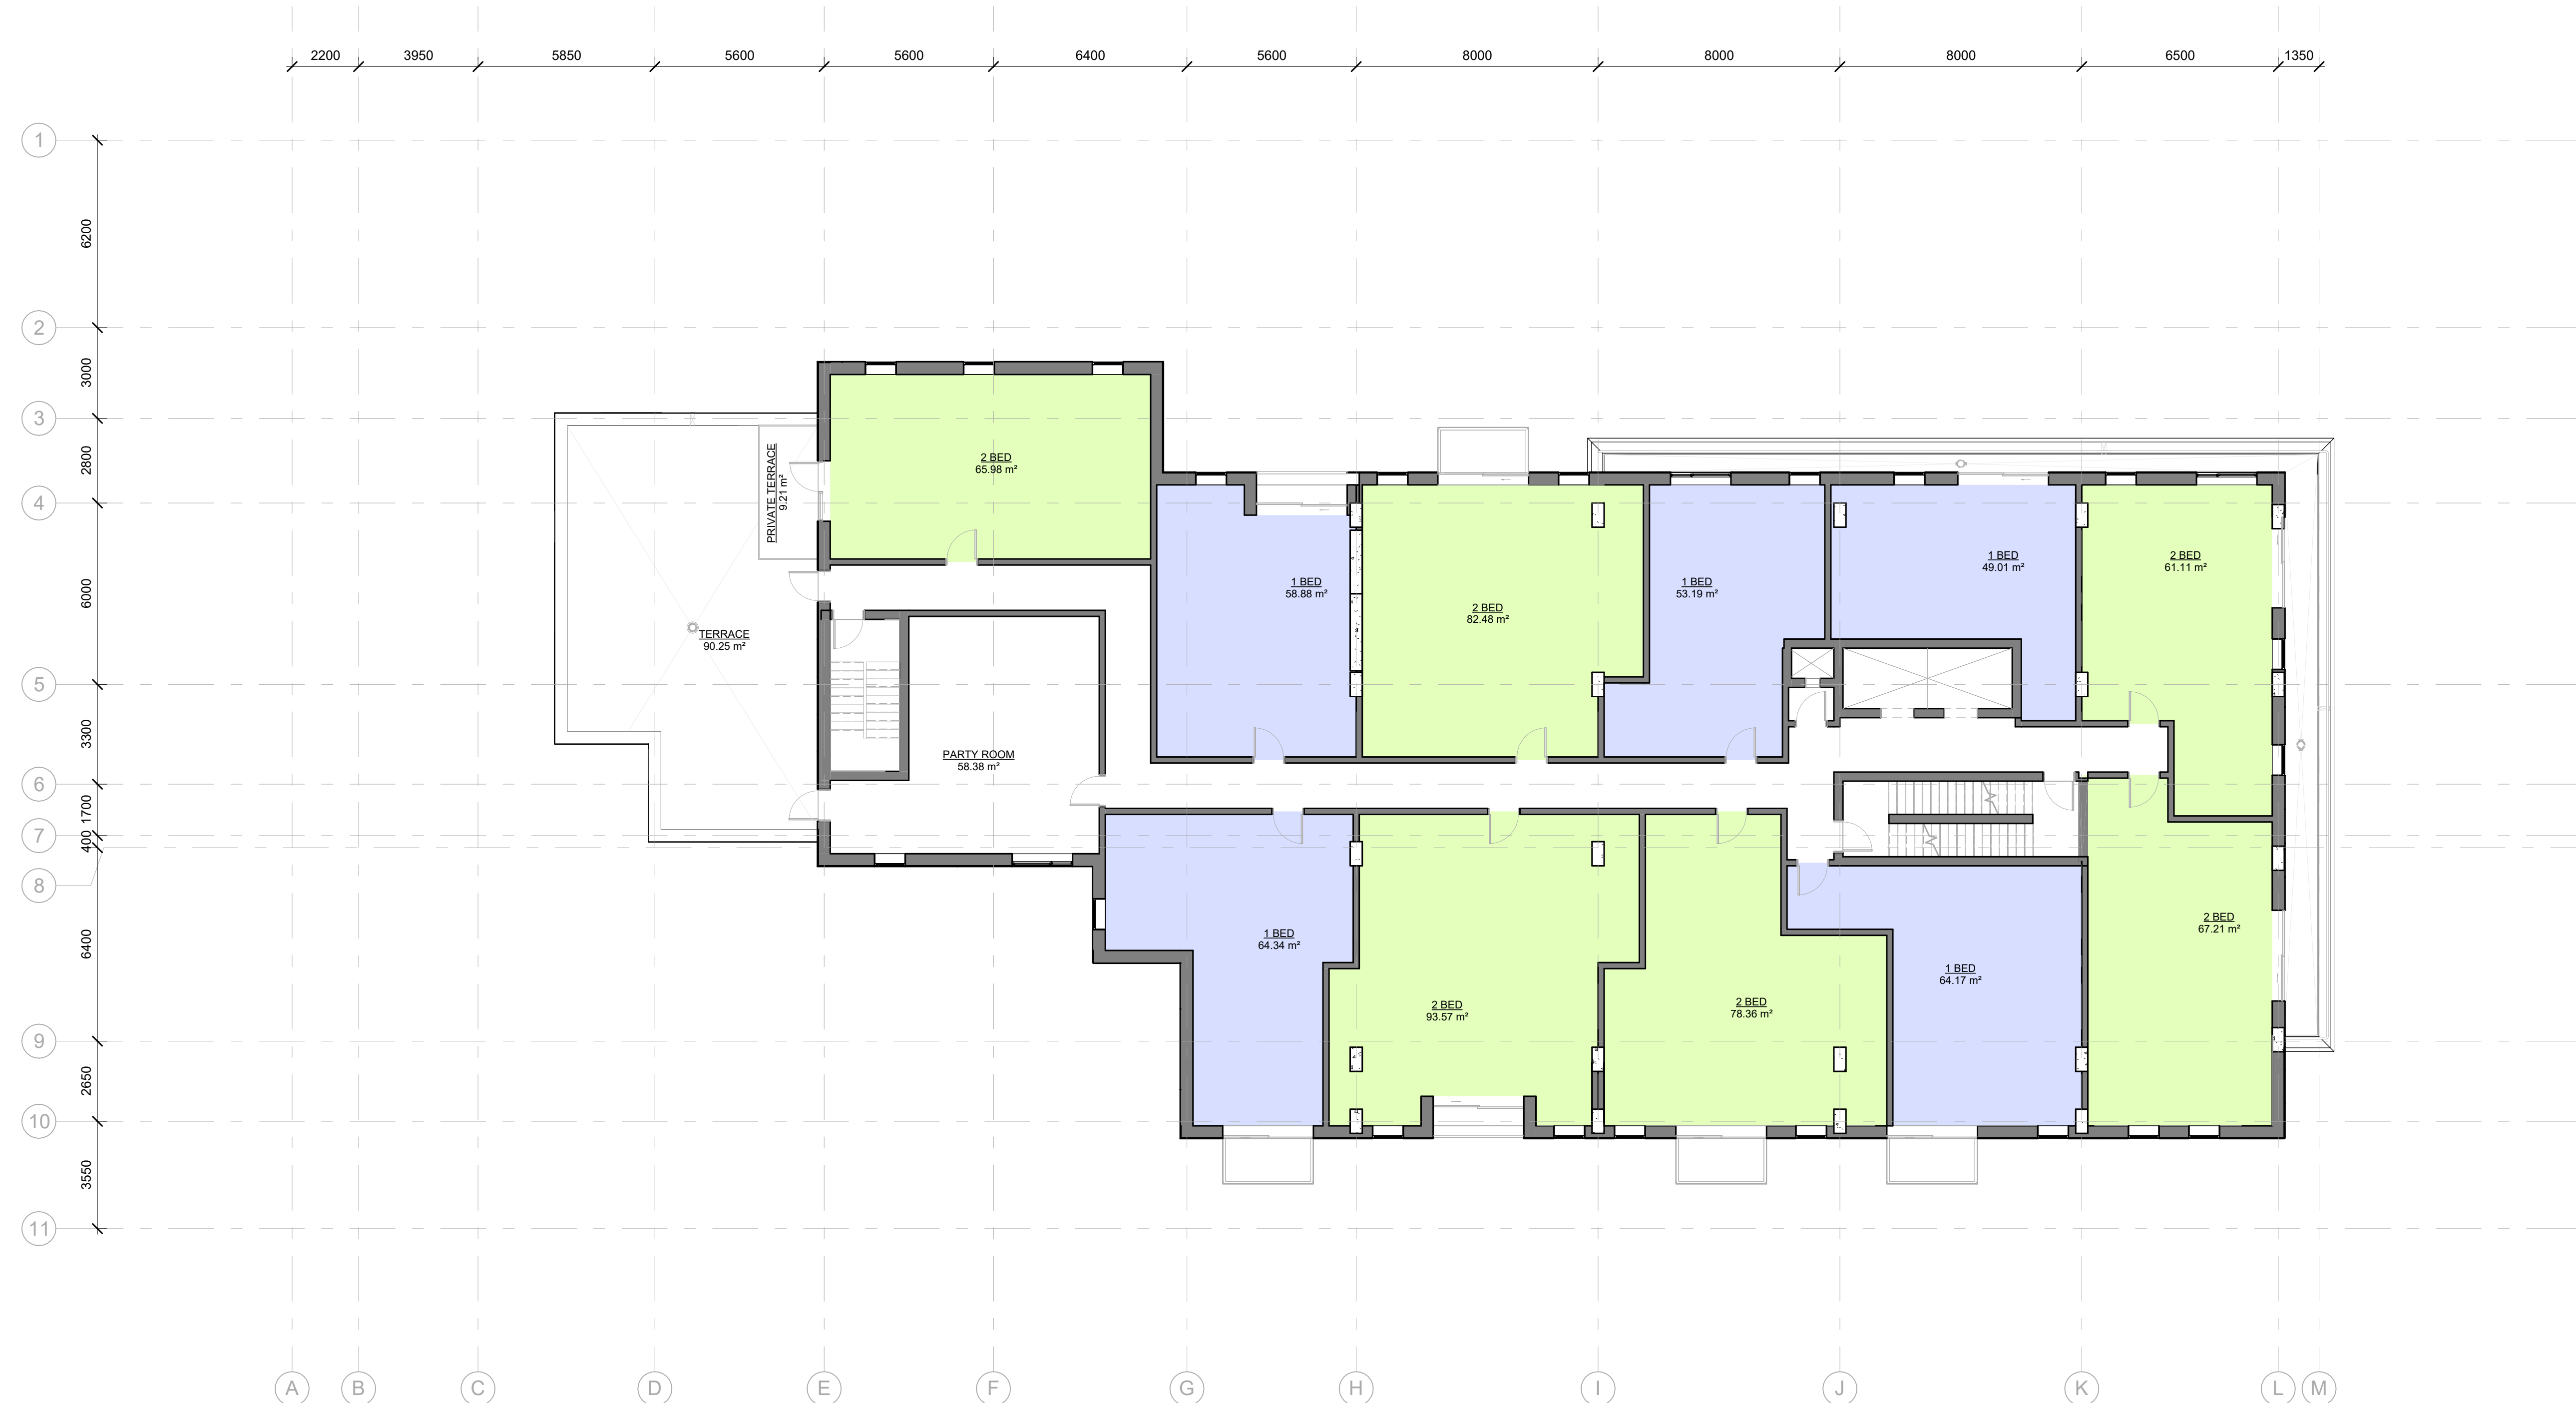 2200 3950 5850 5600 5600 6400 5600 8000 8000 8000 6500 1350
1
6200
2
3000
3
2800
4
6000
5
3300
6
1700
7
400
8
6400
9
2650
10
3550
11
2 BED
65.98 m²
PRIVATE TERRACE
9.21 m²
TERRACE
90.25 m²
PARTY ROOM
58.38 m²
1 BED
58.88 m²
2 BED
82.48 m²
1 BED
53.19 m²
1 BED
49.01 m²
2 BED
61.11 m²
1 BED
64.34 m²
2 BED
93.57 m²
2 BED
78.36 m²
1 BED
64.17 m²
2 BED
67.21 m²
A B C D E F G H I J K L M